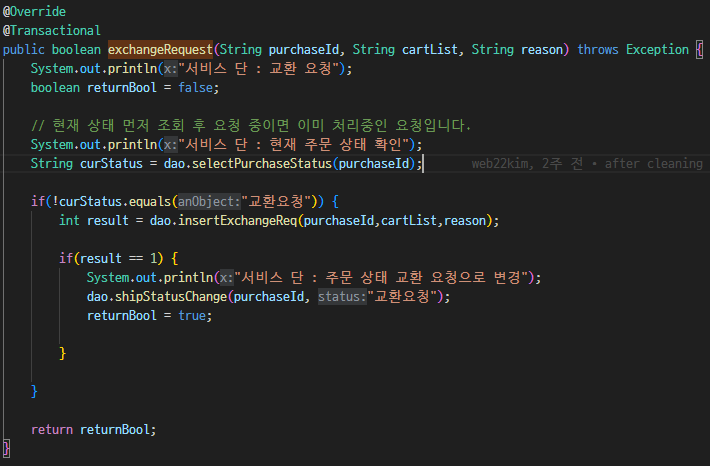 @Override
@Transactional
public boolean exchangeRequest(String purchaseId, String cartList, String reason) throws Exception {
System.out.println(x:"서비스 단 : 교환 요청");
boolean returnBool = false;
// 현재 상태 먼저 조회 후 요청 중이면 이미 처리중인 요청입니다.
System.out.println(x:"서비스 단 : 현재 주문 상태 확인");
String curStatus = dao.selectPurchaseStatus(purchaseId); web22kim, 2주 전 • after cleaning
if(!curStatus.equals(anObject:"교환요청")) {
int result = dao.insertExchangeReq(purchaseId,cartList,reason);
if(result == 1) {
System.out.println(x:"서비스 단 : 주문 상태 교환 요청으로 변경");
dao.shipStatusChange(purchaseId, status:"교환요청");
returnBool = true;
}
}
return returnBool;
}